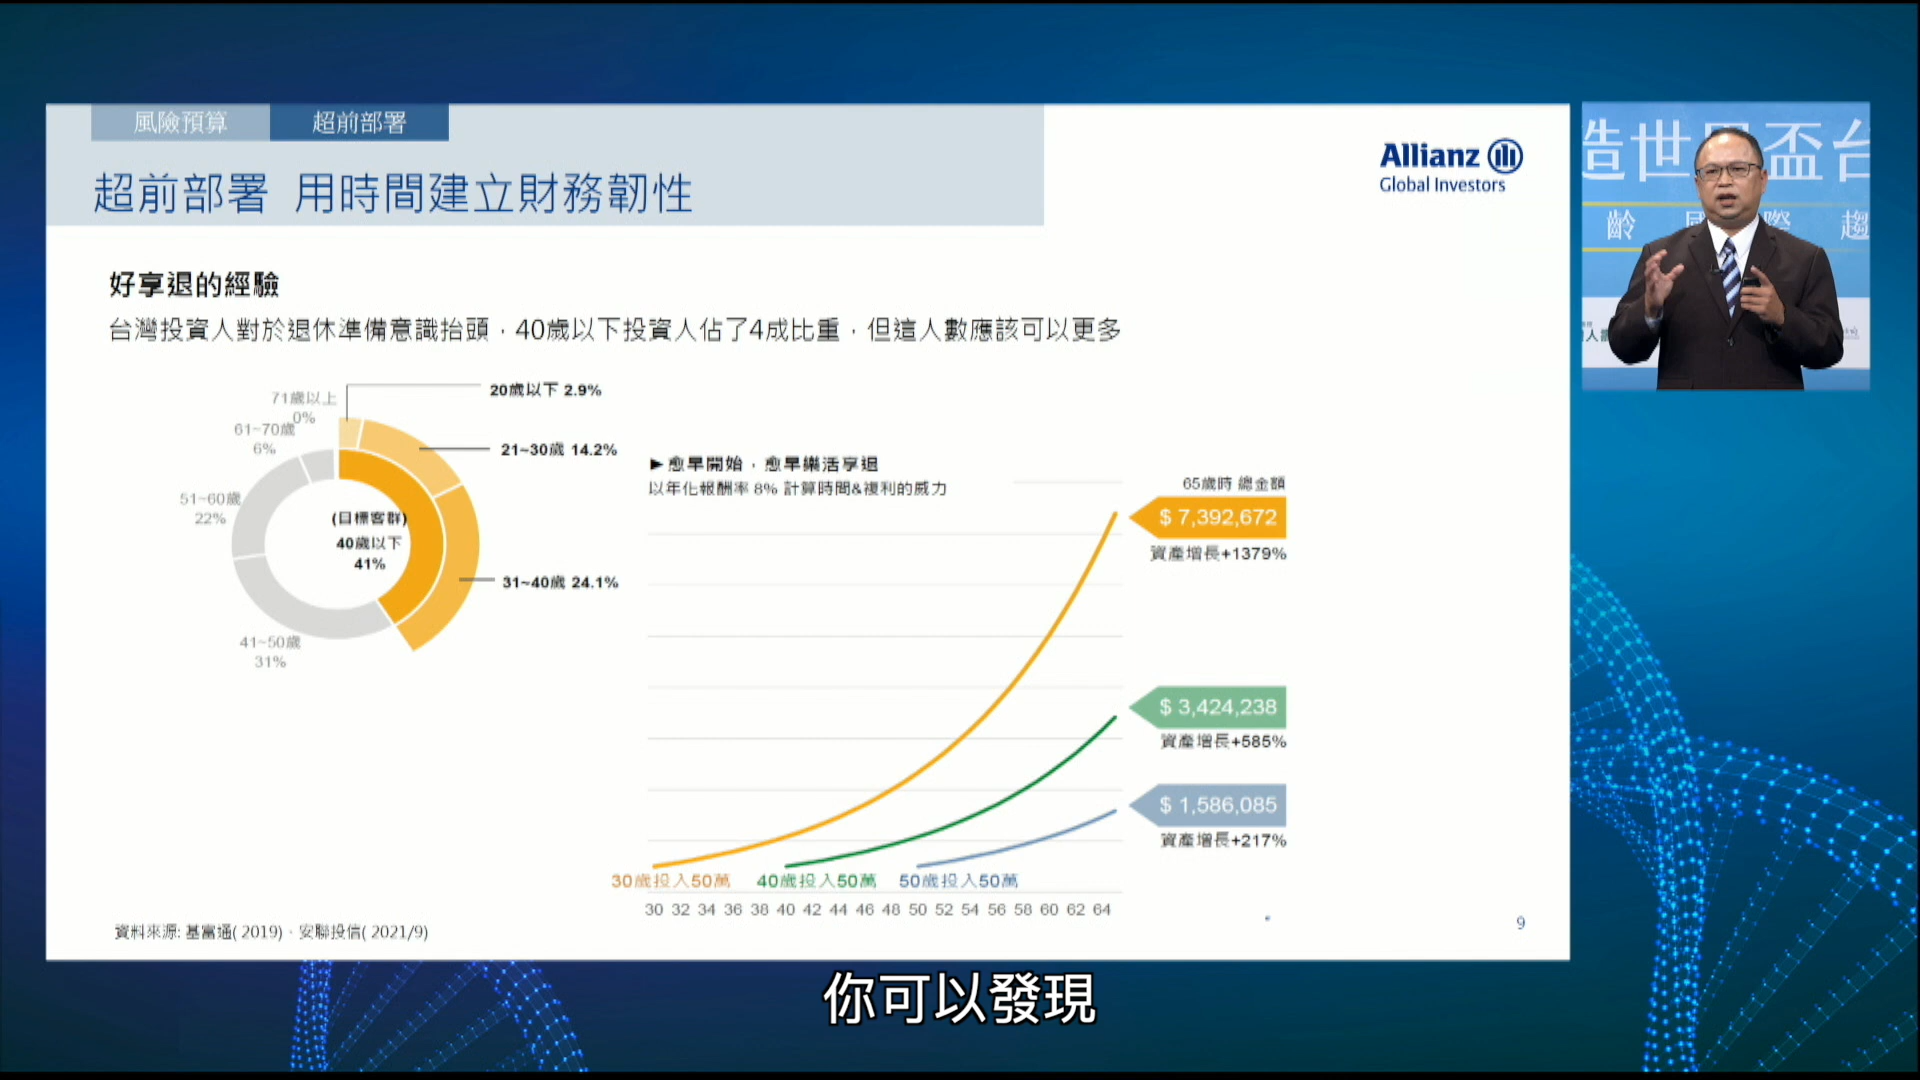 風險預算
超前部署
超前部署 用時間建立財務韌性
Allianz
Global Investors
好享退的經驗
台灣投資人對於退休準備意識抬頭，40歲以下投資人佔了4成比重，但這人數應該可以更多
71歲以上
0%
61~70歲
6%
51~60歲
22%
41~50歲
31%
20歲以下 2.9%
21~30歲 14.2%
31~40歲 24.1%
(目標客群)
40歲以下
41%
►愈早開始，愈早樂活享退
以年化報酬率 8% 計算時間&複利的威力
65歲時 總金額
$ 7,392,672
資產增長+1379%
$ 3,424,238
資產增長+585%
$ 1,586,085
資產增長+217%
30歲投入50萬
40歲投入50萬
50歲投入50萬
30 32 34 36 38 40 42 44 46 48 50 52 54 56 58 60 62 64
資料來源: 基富通( 2019)、安聯投信( 2021/9)
9
造世界盃台
齡 國 際 趨
你可以發現